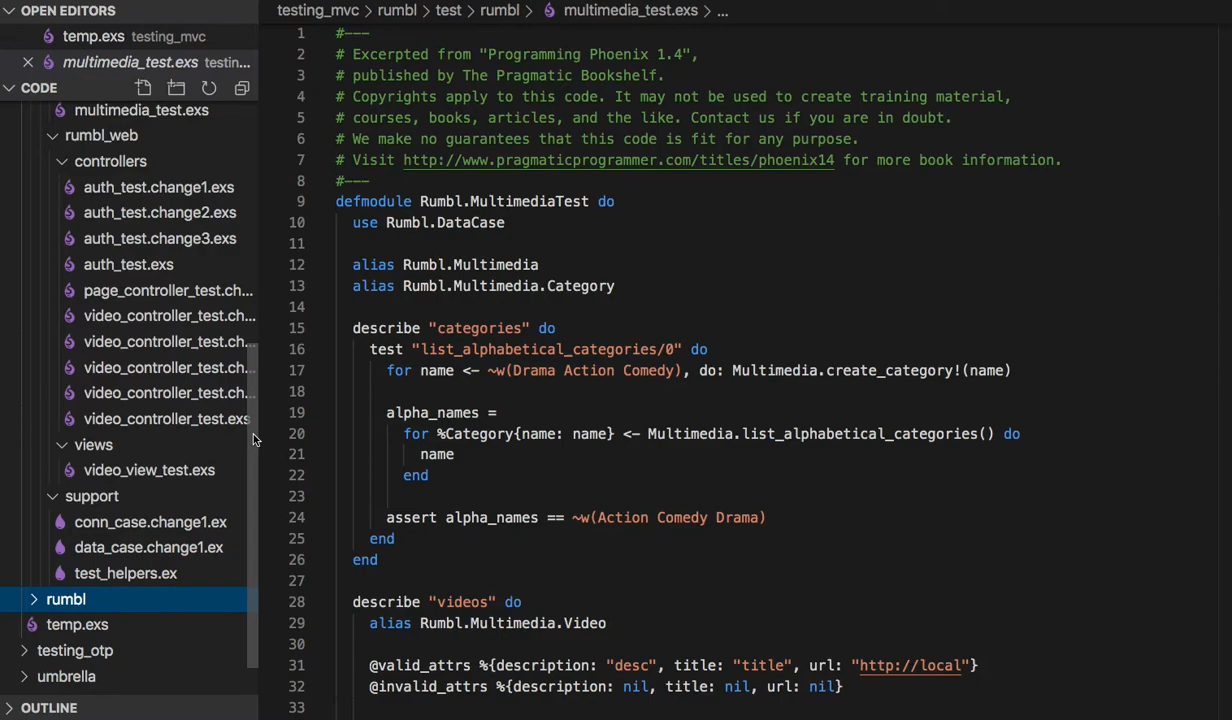 OPEN EDITORS
temp.exs testing_mvc
multimedia_test.exs testin...
CODE
multimedia_test.exs
rumbl_web
controllers
auth_test.change1.exs
auth_test.change2.exs
auth_test.change3.exs
auth_test.exs
page_controller_test.ch...
video_controller_test.ch...
video_controller_test.ch...
video_controller_test.ch...
video_controller_test.ch...
video_controller_test.exs
views
video_view_test.exs
support
conn_case.change1.ex
data_case.change1.ex
test_helpers.ex
rumbl
temp.exs
testing_otp
umbrella
OUTLINE
testing_mvc > rumbl > test > rumbl > multimedia_test.exs > ...
1 #---
2 # Excerpted from "Programming Phoenix 1.4",
3 # published by The Pragmatic Bookshelf.
4 # Copyrights apply to this code. It may not be used to create training material,
5 # courses, books, articles, and the like. Contact us if you are in doubt.
6 # We make no guarantees that this code is fit for any purpose.
7 # Visit http://www.pragmaticprogrammer.com/titles/phoenix14 for more book information.
8 #---
9 defmodule Rumbl.MultimediaTest do
10 use Rumbl.DataCase
11
12 alias Rumbl.Multimedia
13 alias Rumbl.Multimedia.Category
14
15 describe "categories" do
16 test "list_alphabetical_categories/0" do
17 for name <- ~w(Drama Action Comedy), do: Multimedia.create_category!(name)
18
19 alpha_names =
20 for %Category{name: name} <- Multimedia.list_alphabetical_categories() do
21 name
22 end
23
24 assert alpha_names == ~w(Action Comedy Drama)
25 end
26 end
27
28 describe "videos" do
29 alias Rumbl.Multimedia.Video
30
31 @valid_attrs %{description: "desc", title: "title", url: "http://local"}
32 @invalid_attrs %{description: nil, title: nil, url: nil}
33